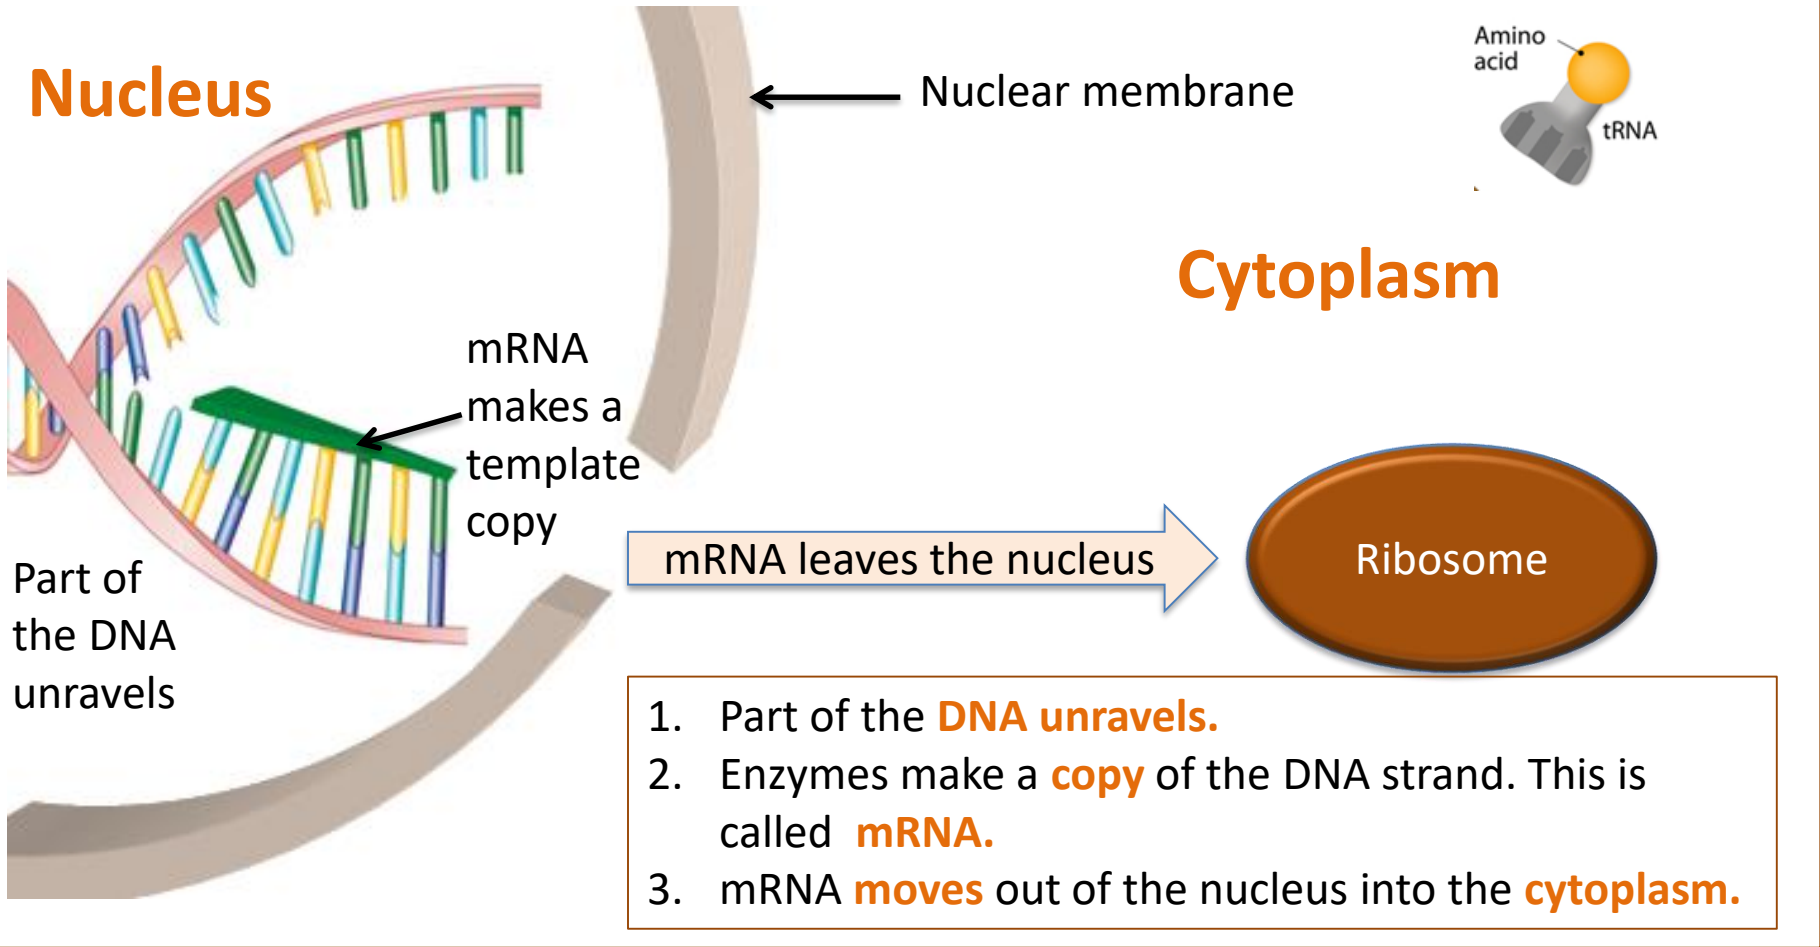 Nucleus
Nuclear membrane
Amino
acid
tRNA
Cytoplasm
mRNA
makes a
template
copy
Part of
the DNA
unravels
mRNA leaves the nucleus
Ribosome
1. Part of the DNA unravels.
2. Enzymes make a copy of the DNA strand. This is
called mRNA.
3. mRNA moves out of the nucleus into the cytoplasm.